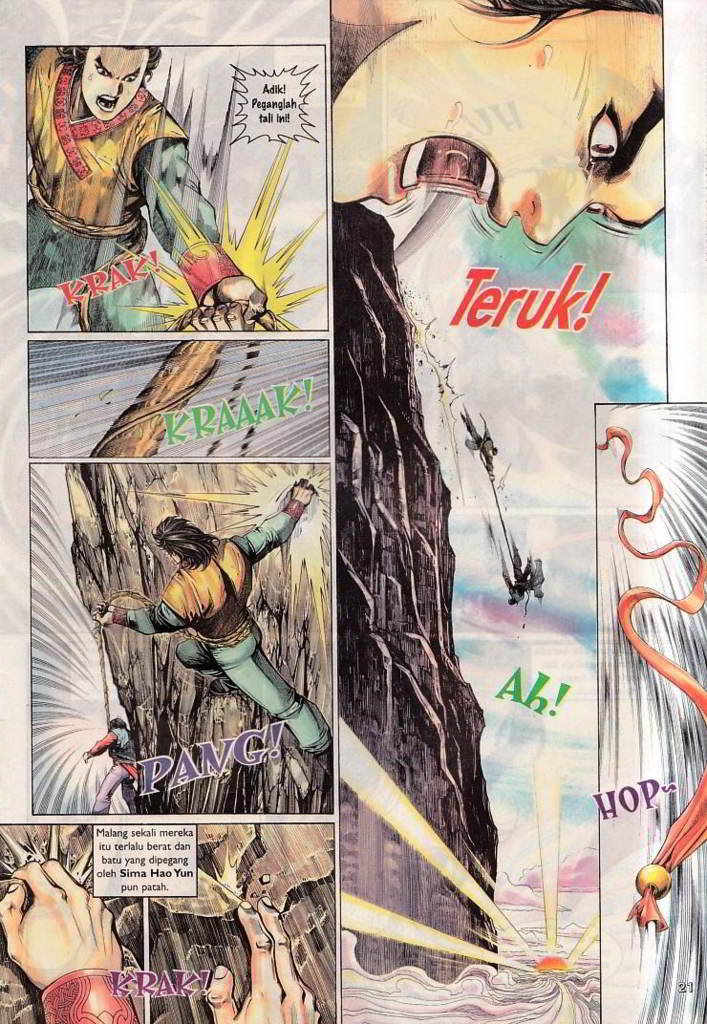 Adik!
Peganglah
tali ini!
KRAK!
KRAAAK!
PANG!
Malang sekali mereka
itu terlalu berat dan
batu yang dipegang
oleh Sima Hao Yun
pun patah.
KRAK!
Teruk!
Ah!
HOP~
21